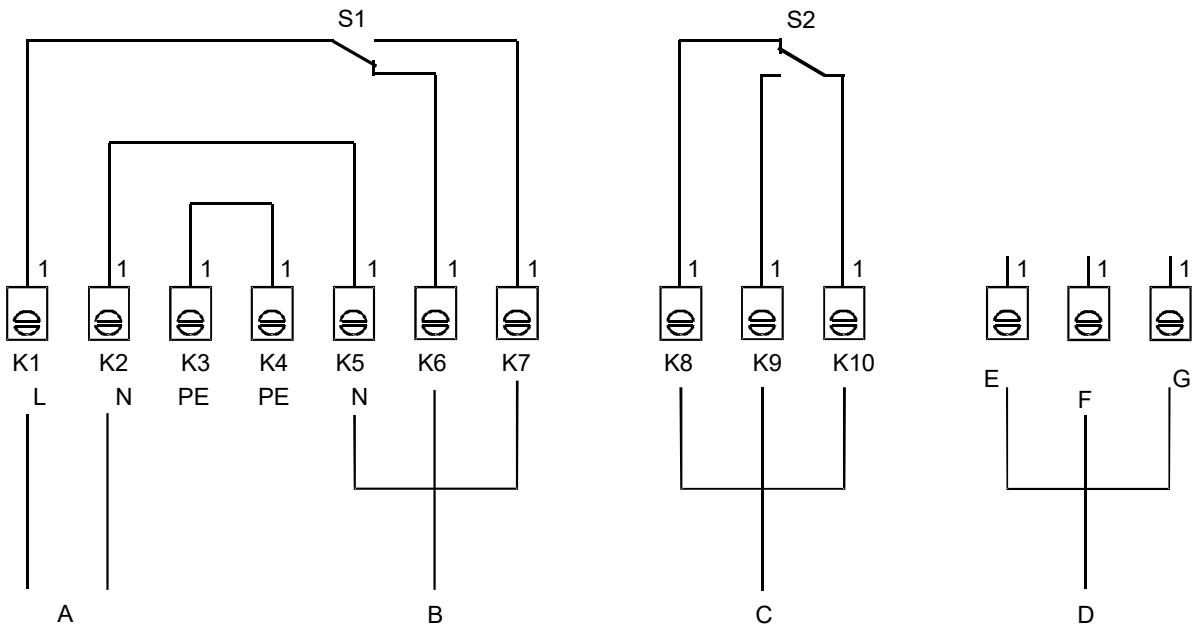 S1 S2
1 1 1 1 1 1 1 1 1 1 1 1 1
K1 K2 K3 K4 K5 K6 K7 K8 K9 K10
L N PE PE N E F G
A B C D